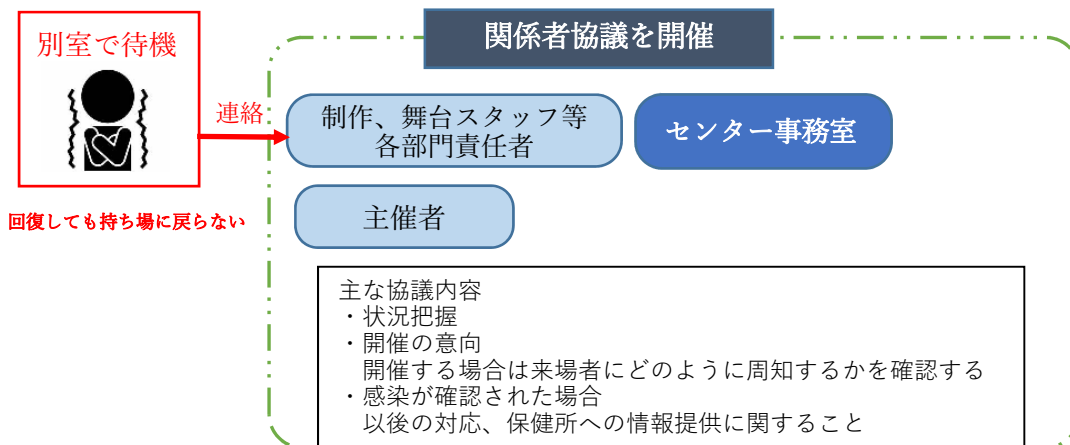 別室で待機
連絡
回復しても持ち場に戻らない
関係者協議を開催
制作、舞台スタッフ等
各部門責任者
センター事務室
主催者
主な協議内容
・状況把握
・開催の意向
開催する場合は来場者にどのように周知するかを確認する
・感染が確認された場合
以後の対応、保健所への情報提供に関すること